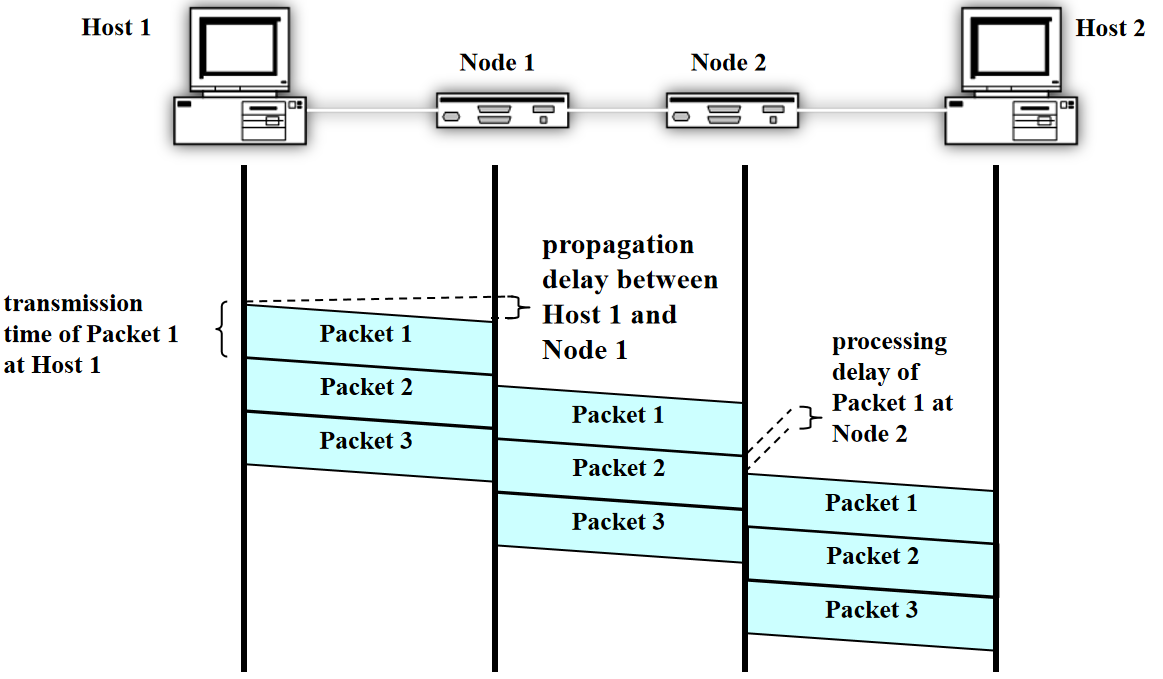 Host 1
Host 2
Node 1
Node 2
propagation
delay between
Host 1 and
Node 1
transmission
time of Packet 1
at Host 1
processing
delay of
Packet 1 at
Node 2
Packet 1
Packet 2
Packet 3
Packet 1
Packet 2
Packet 3
Packet 1
Packet 2
Packet 3